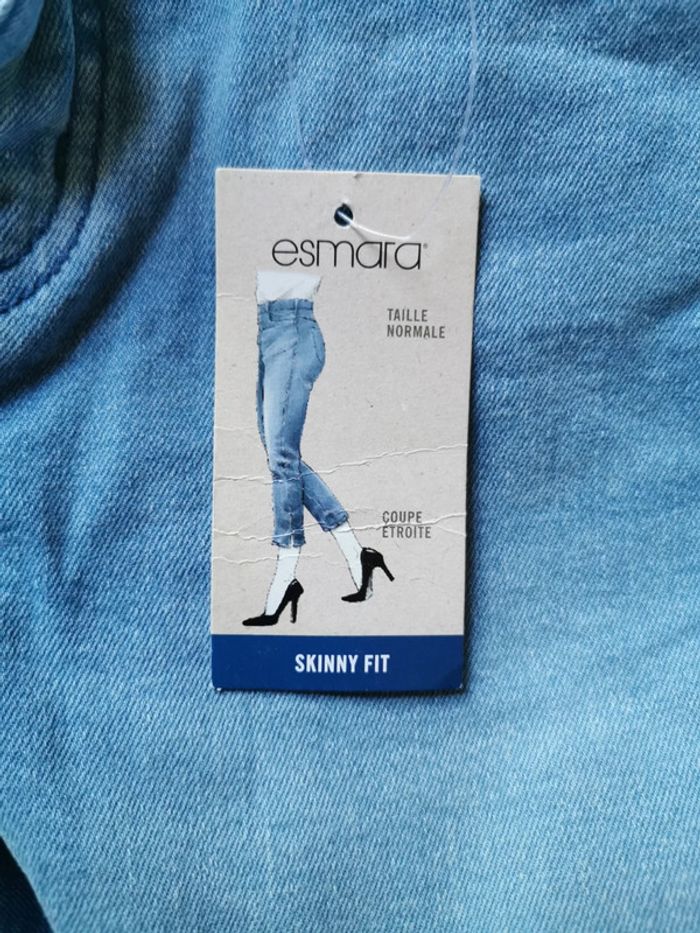 esmara®
TAILLE
NORMALE
COUPE
ÉTROITE
SKINNY FIT